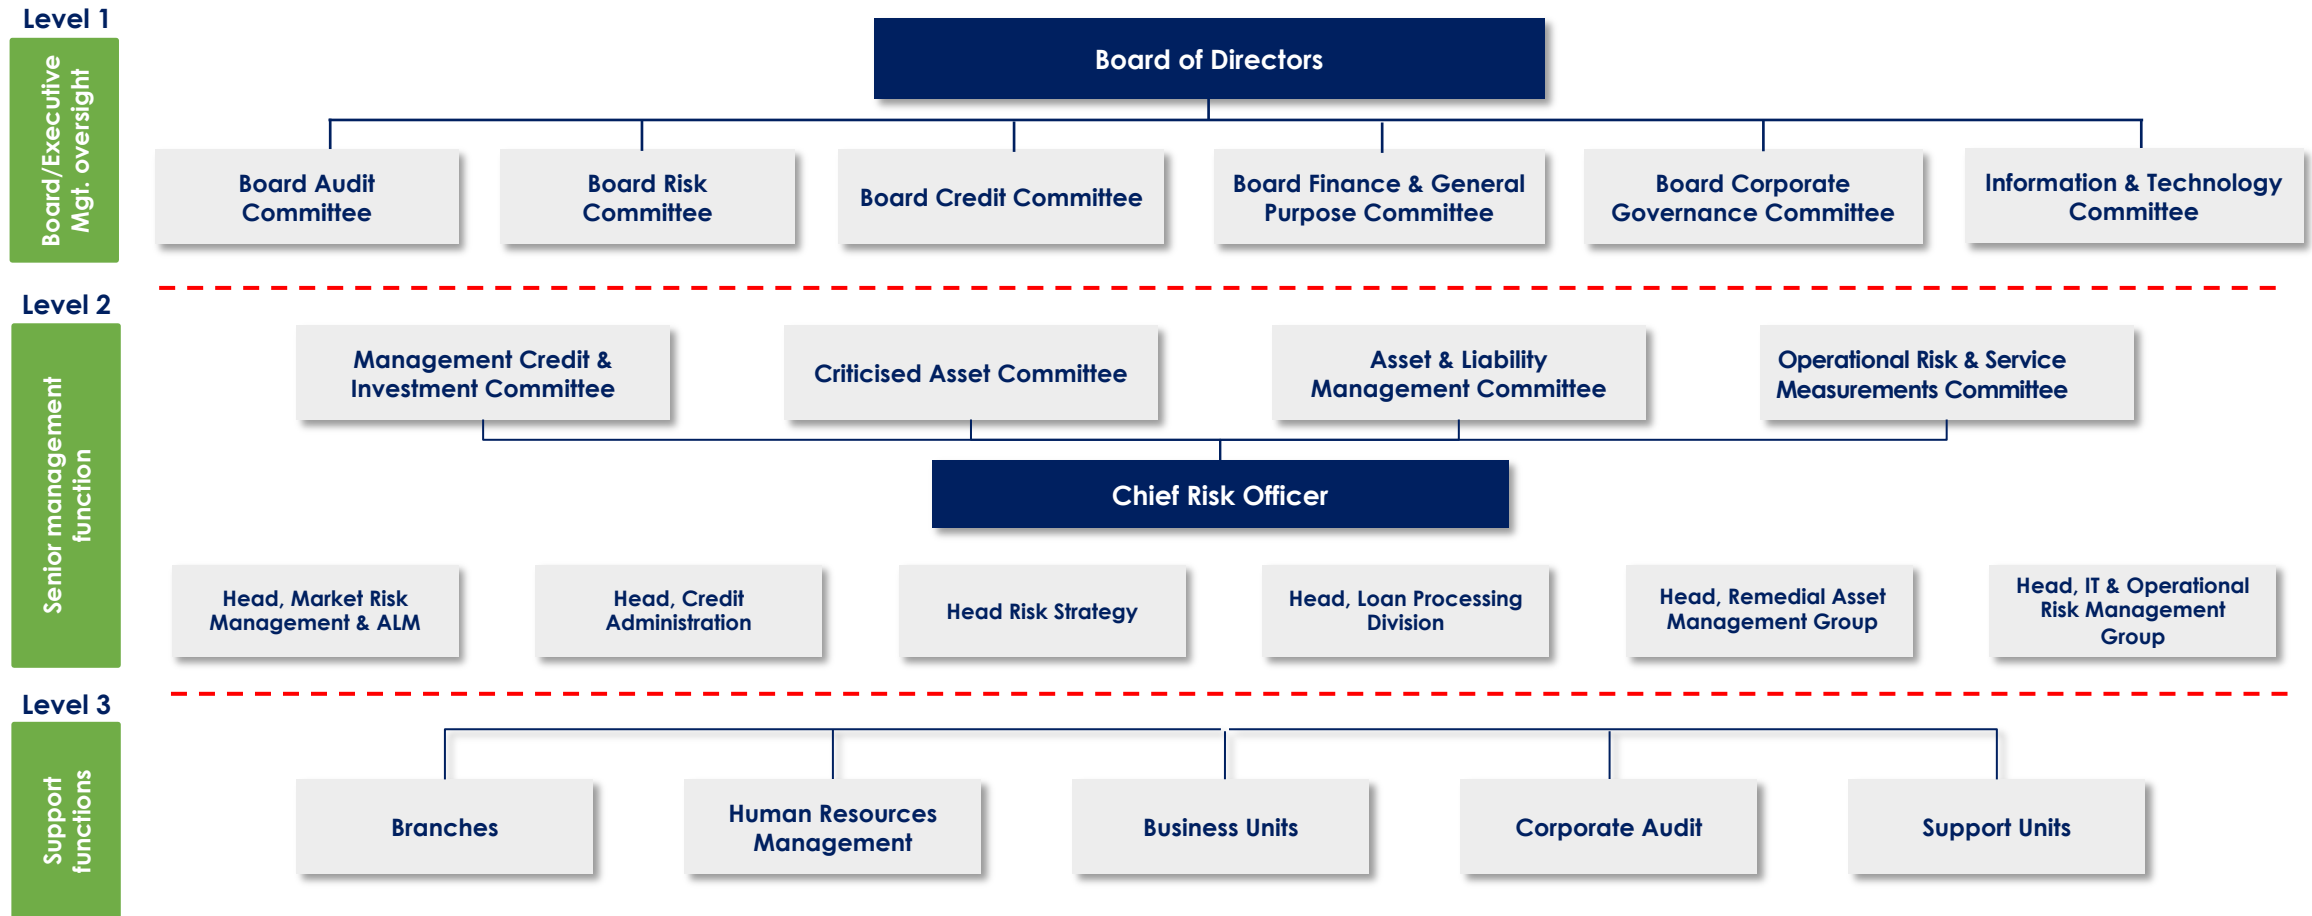 Level 1
Board/Executive
Mgt. oversight
Board of Directors
Board Audit
Committee
Board Risk
Committee
Board Credit Committee
Board Finance & General
Purpose Committee
Board Corporate
Governance Committee
Information & Technology
Committee
Level 2
Senior management
function
Management Credit &
Investment Committee
Criticised Asset Committee
Asset & Liability
Management Committee
Operational Risk & Service
Measurements Committee
Chief Risk Officer
Head, Market Risk
Management & ALM
Head, Credit
Administration
Head Risk Strategy
Head, Loan Processing
Division
Head, Remedial Asset
Management Group
Head, IT & Operational
Risk Management
Group
Level 3
Support
functions
Branches
Human Resources
Management
Business Units
Corporate Audit
Support Units